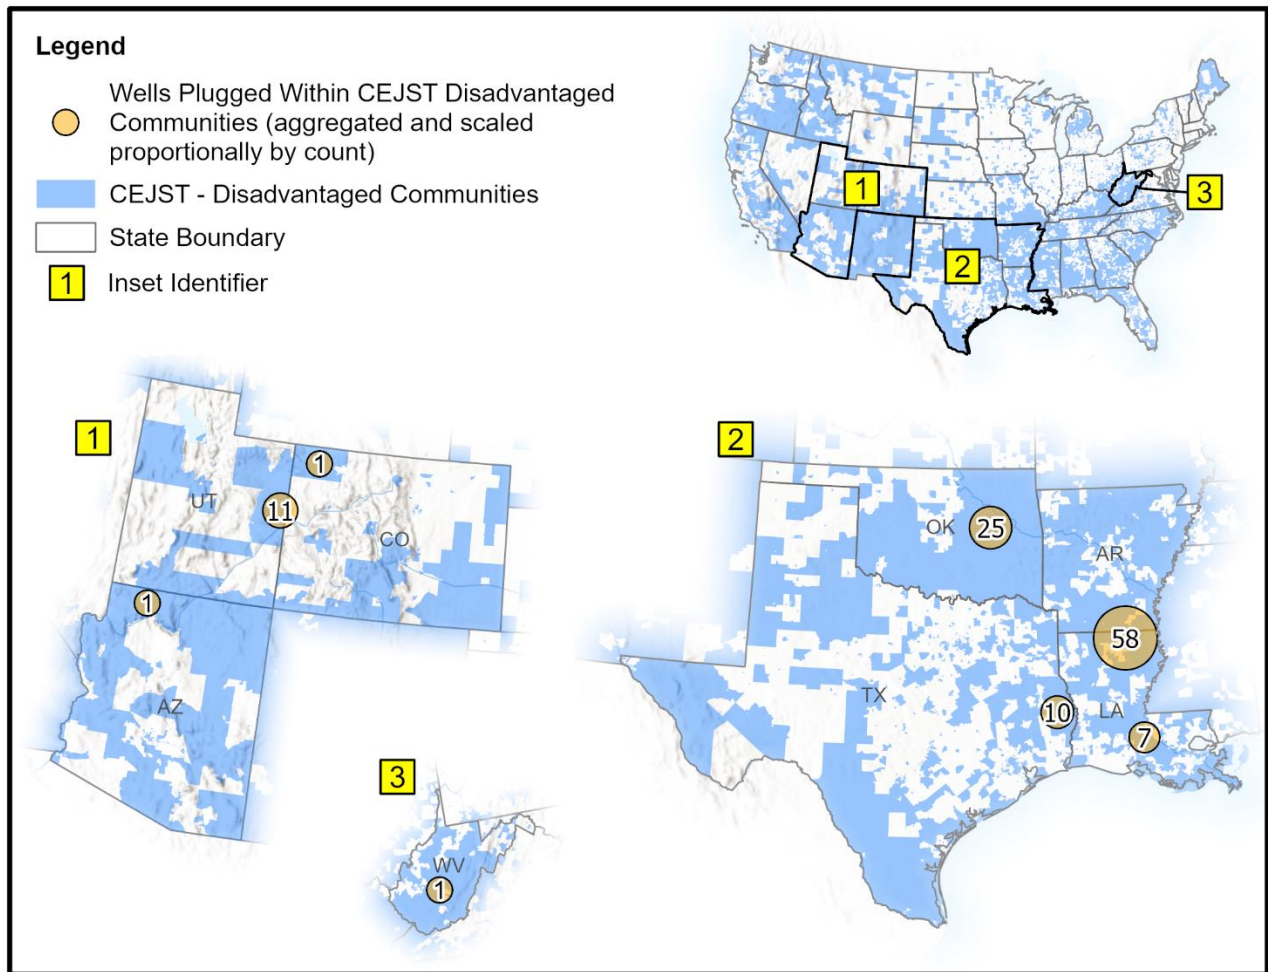 Legend
Wells Plugged Within CEJST Disadvantaged
Communities (aggregated and scaled
proportionally by count)
CEJST - Disadvantaged Communities
State Boundary
1
Inset Identifier
1
2
3
1
UT
1
11
CO
1
AZ
2
OK
25
AR
58
TX
10
LA
7
3
WV
1